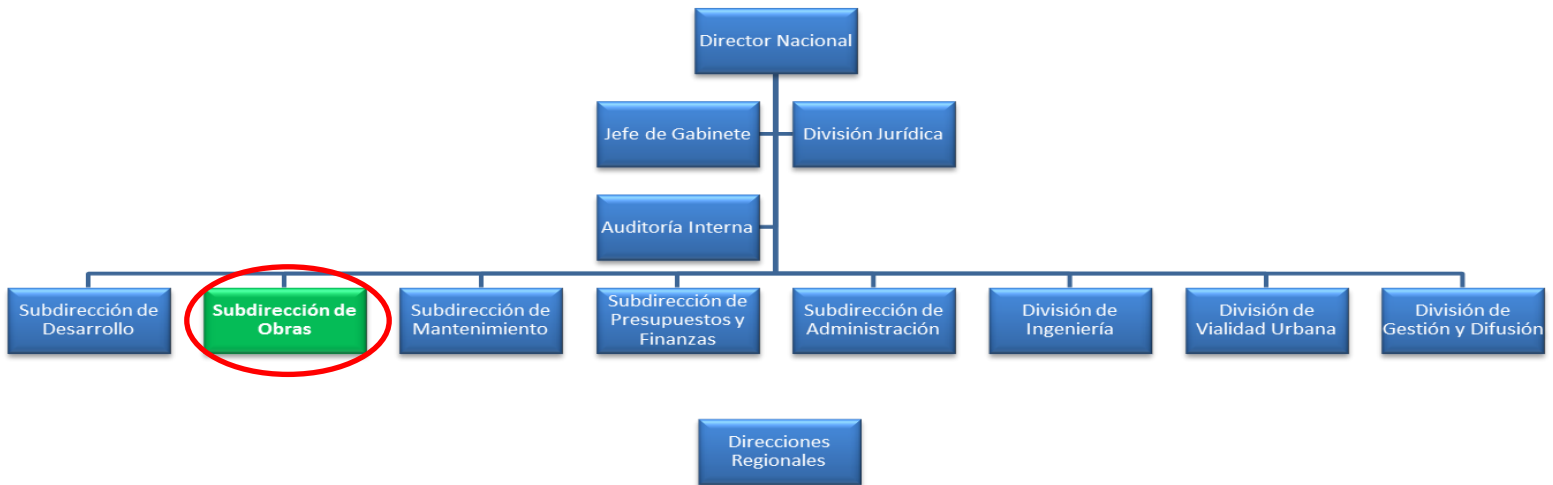 Director Nacional
Jefe de Gabinete
División Jurídica
Auditoría Interna
Subdirección de
Desarrollo
Subdirección de
Obras
Subdirección de
Mantenimiento
Subdirección de
Presupuestos y
Finanzas
Subdirección de
Administración
División de
Ingeniería
División de
Vialidad Urbana
División de
Gestión y Difusión
Direcciones
Regionales